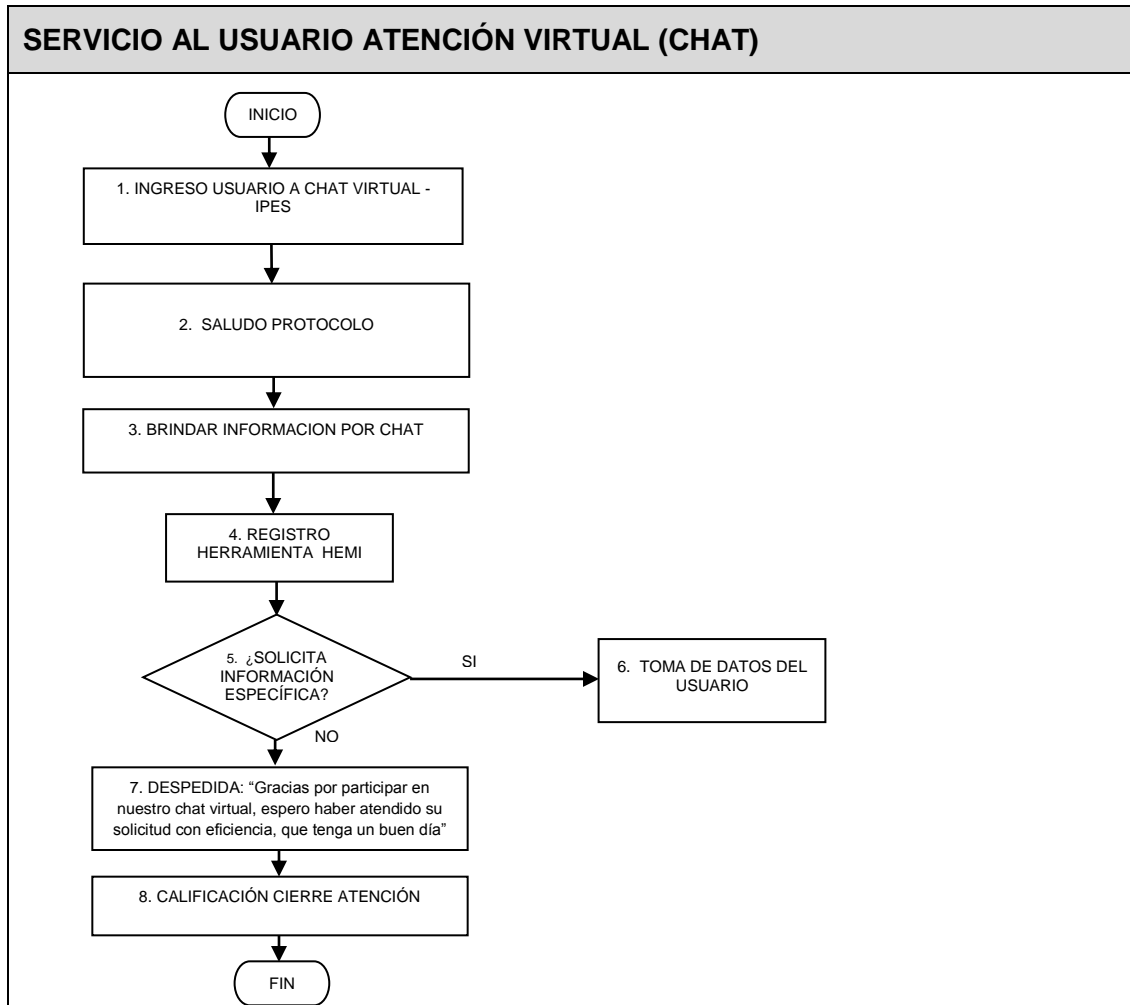 SERVICIO AL USUARIO ATENCIÓN VIRTUAL (CHAT)
INICIO
1. INGRESO USUARIO A CHAT VIRTUAL -
IPES
2. SALUDO PROTOCOLO
3. BRINDAR INFORMACION POR CHAT
4. REGISTRO
HERRAMIENTA HEMI
5. ¿SOLICITA
INFORMACIÓN
ESPECÍFICA?
SI
6. TOMA DE DATOS DEL
USUARIO
NO
7. DESPEDIDA: “Gracias por participar en
nuestro chat virtual, espero haber atendido su
solicitud con eficiencia, que tenga un buen día”
8. CALIFICACIÓN CIERRE ATENCIÓN
FIN